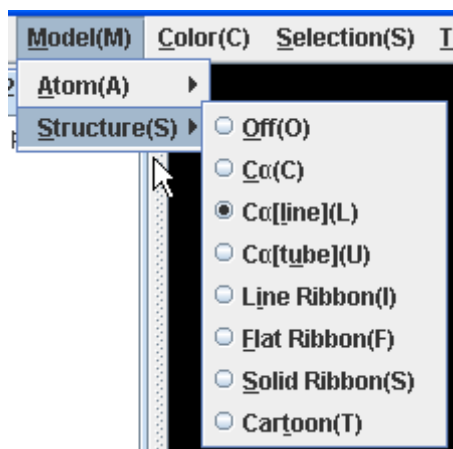 Model(M) Color(C) Selection(S)
Atom(A)
Structure(S)
Off(O)
Cα(C)
Cα[line](L)
Cα[tube](U)
Line Ribbon(I)
Flat Ribbon(F)
Solid Ribbon(S)
Cartoon(T)